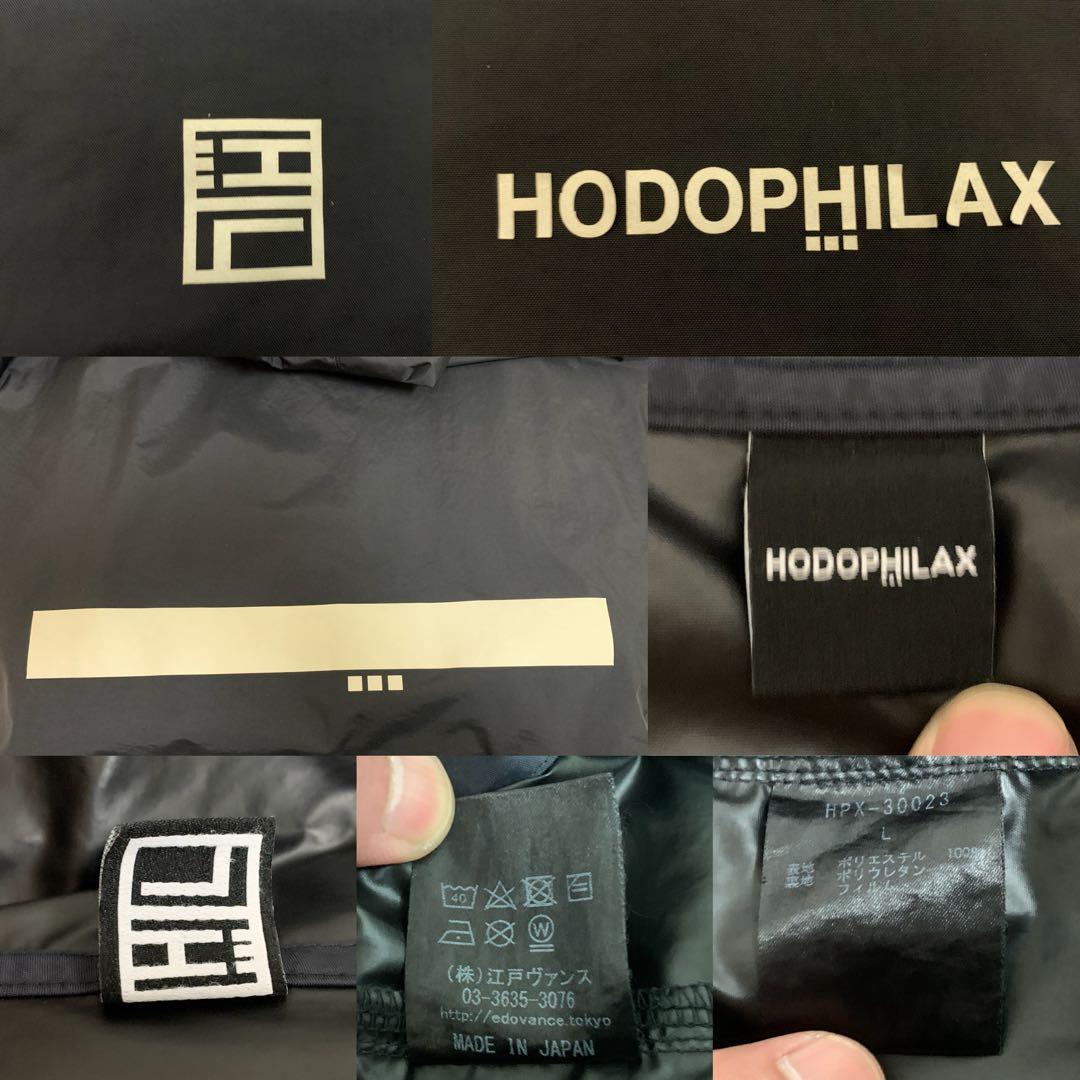 HODOPHILAX
HODOPHILAX
40
W
(株)江戸ヴァンス
03-3635-3076
http://edovance.tokyo
MADE IN JAPAN
HPX-30023
L
表地 ポリエステル 100%
裏地 ポリウレタン
フィルム